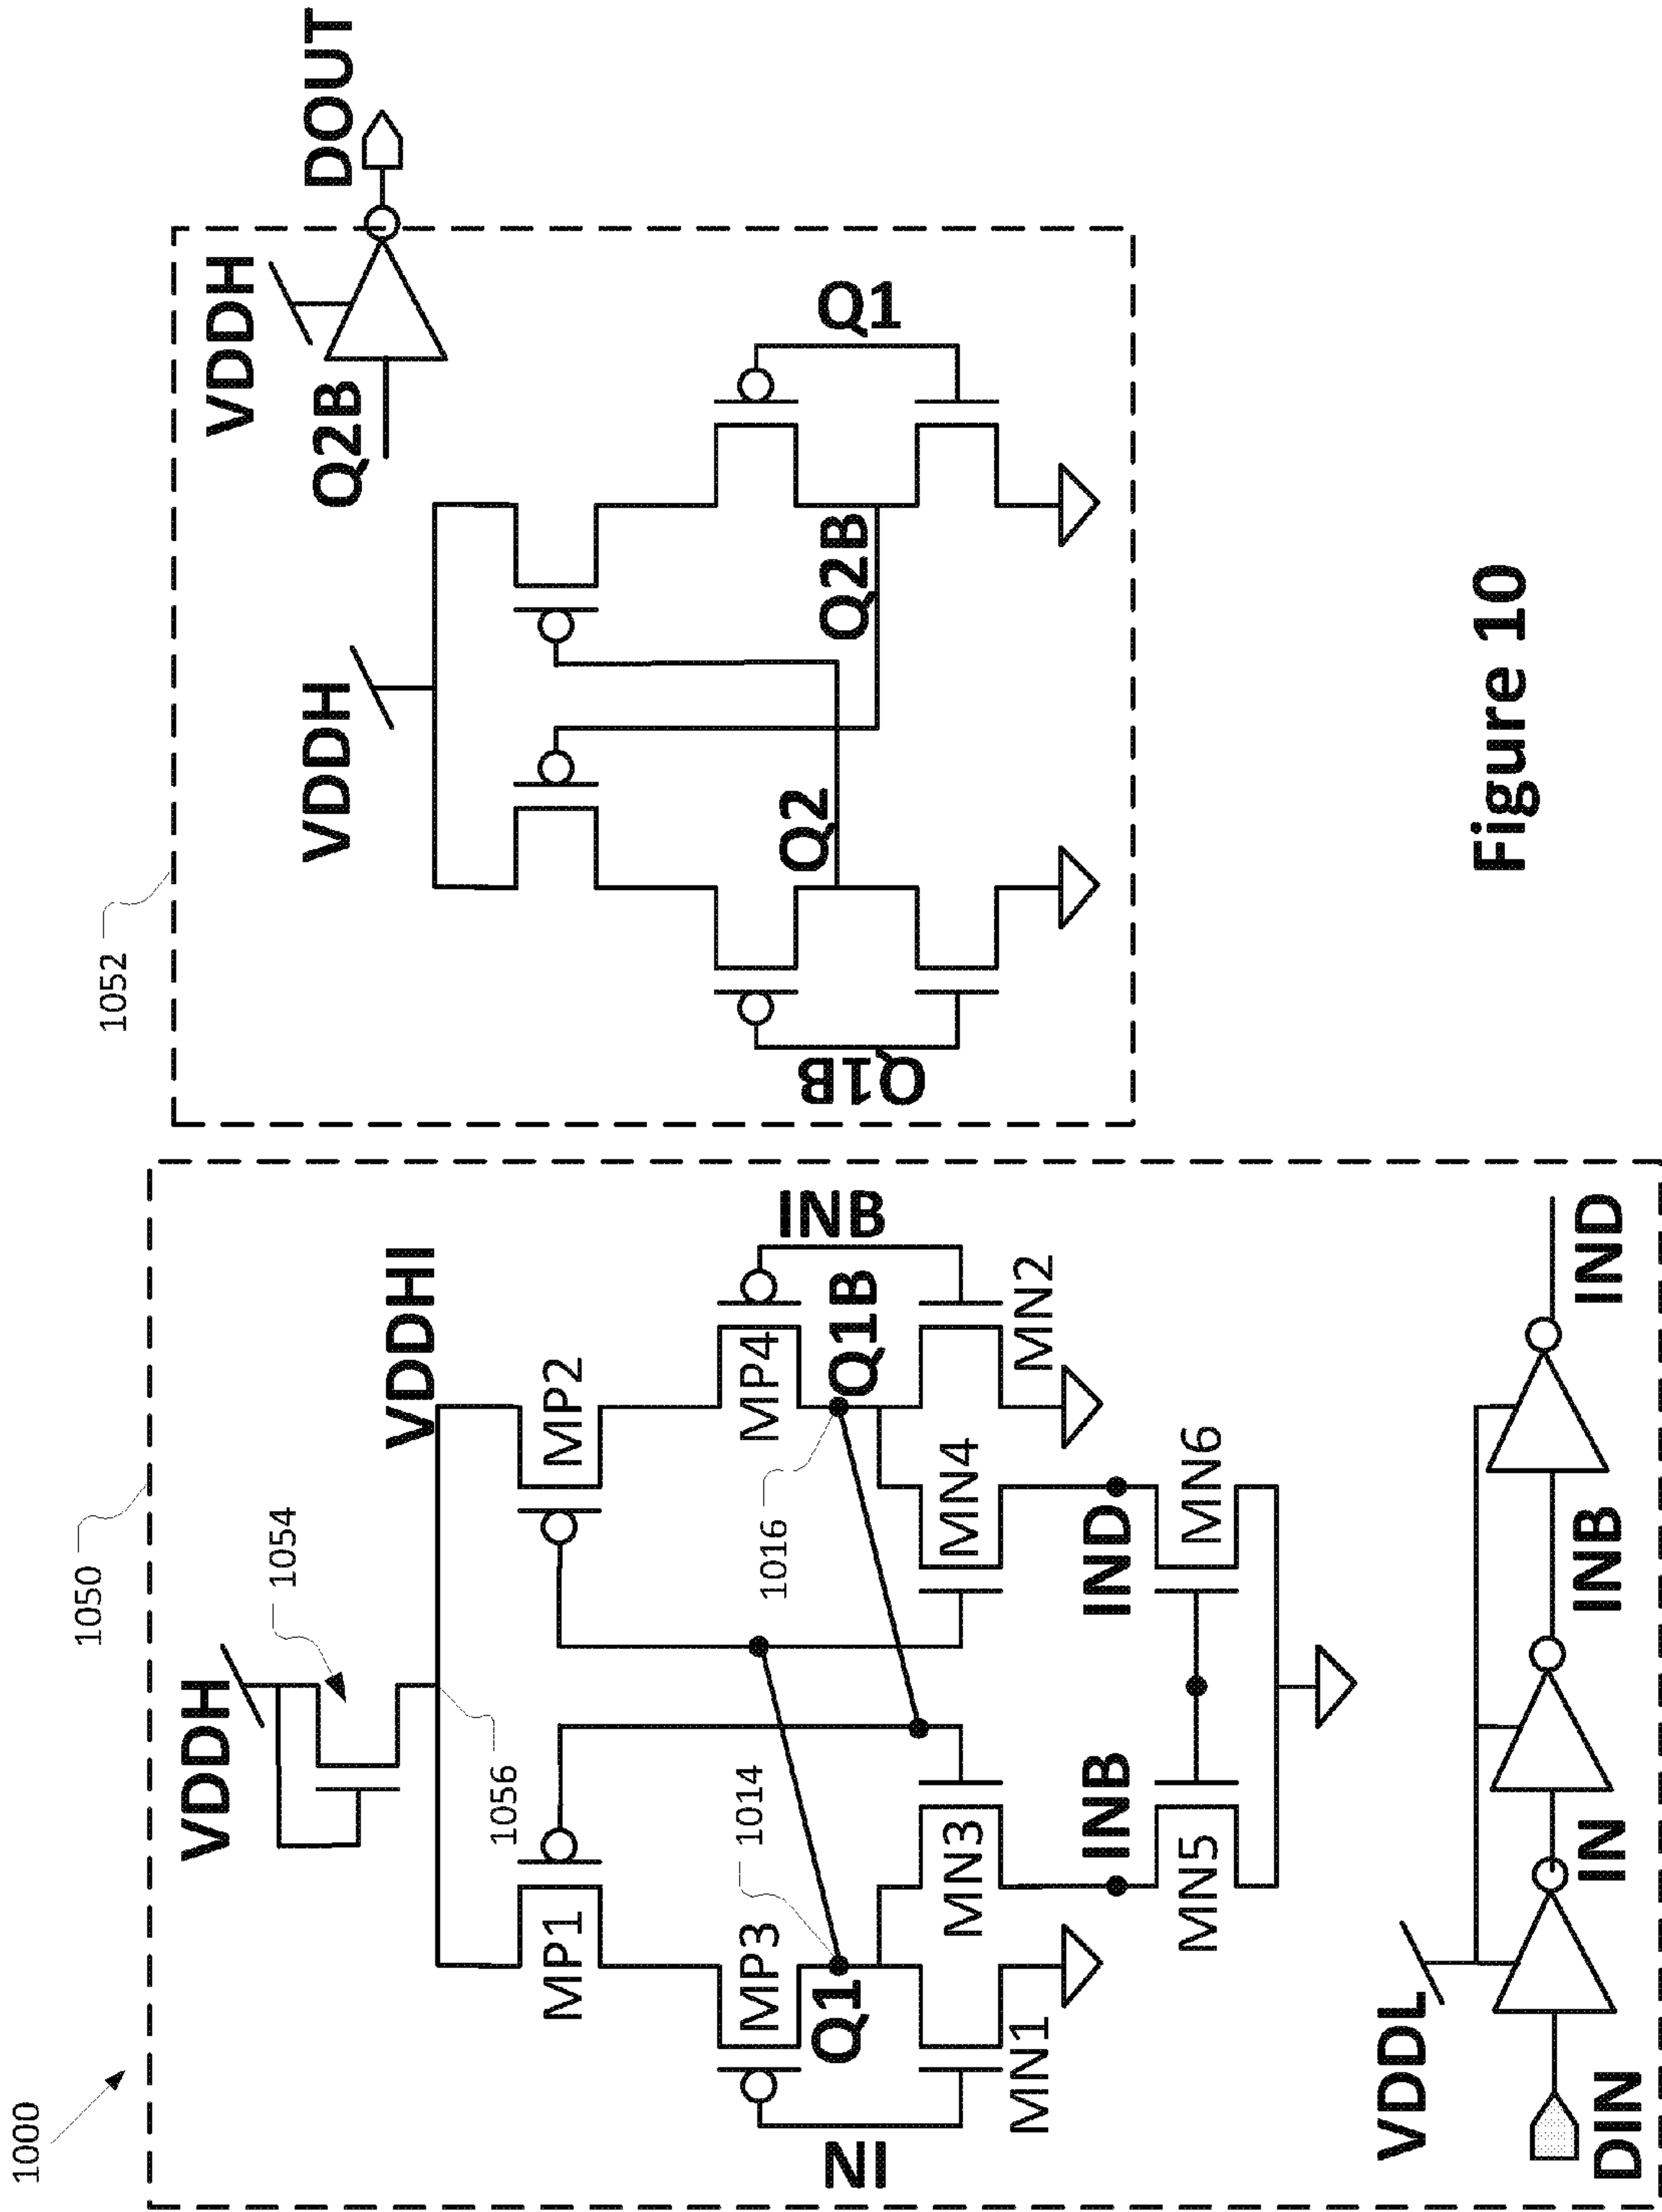 1000
1050
VDDH
1054
VDDHI
1056
MP1
MP2
MP3
1014
1016
MP4
IN
Q1
Q1B
INB
MN1
MN3
MN4
MN2
INB
IND
MN5
MN6
VDDL
DIN
IN
INB
IND
1052
VDDH
DOUT
Q2B
VDDH
Q1B
Q2
Q2B
Q1
Figure 10